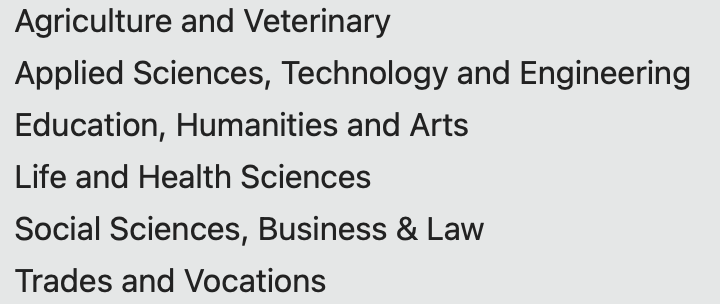 Agriculture and Veterinary
Applied Sciences, Technology and Engineering
Education, Humanities and Arts
Life and Health Sciences
Social Sciences, Business & Law
Trades and Vocations